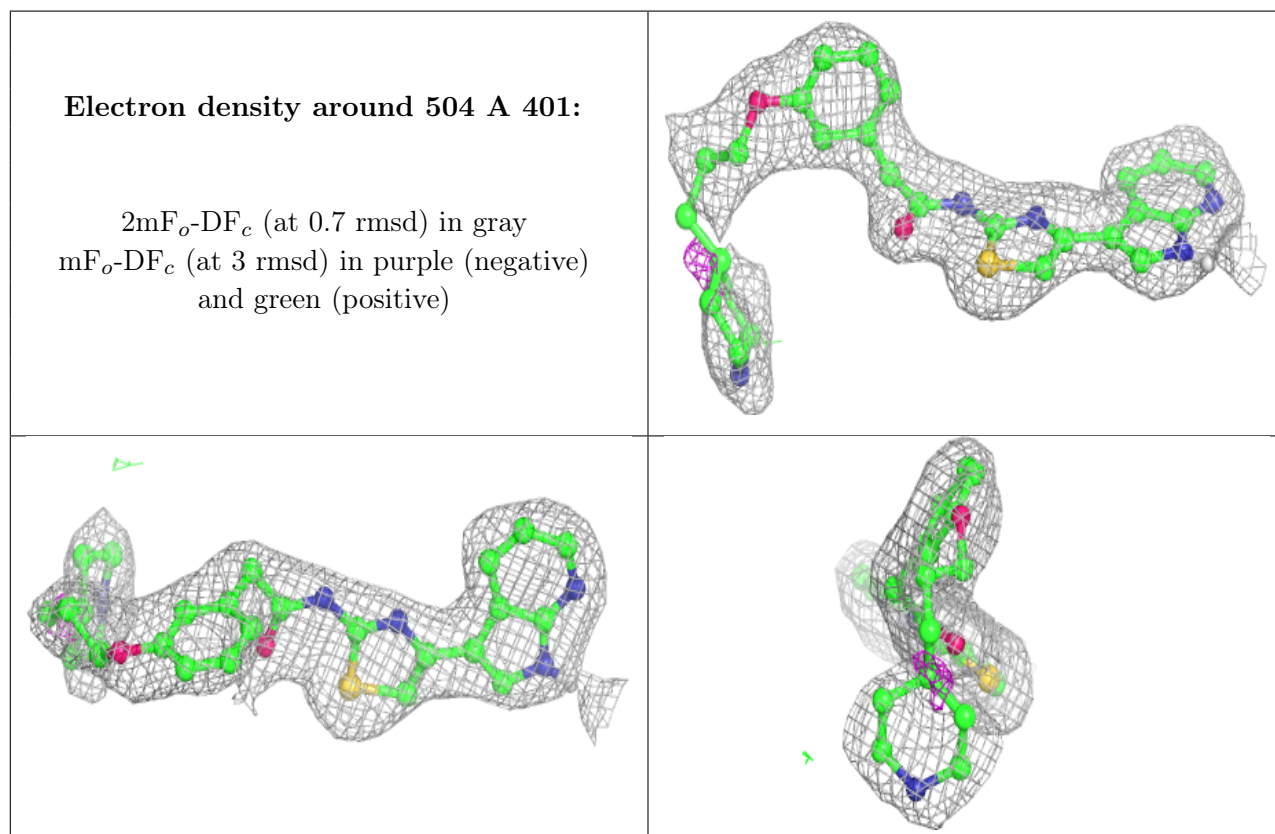 Electron density around 504 A 401:
2mFₒ-DF𝒸 (at 0.7 rmsd) in gray
mFₒ-DF𝒸 (at 3 rmsd) in purple (negative)
and green (positive)